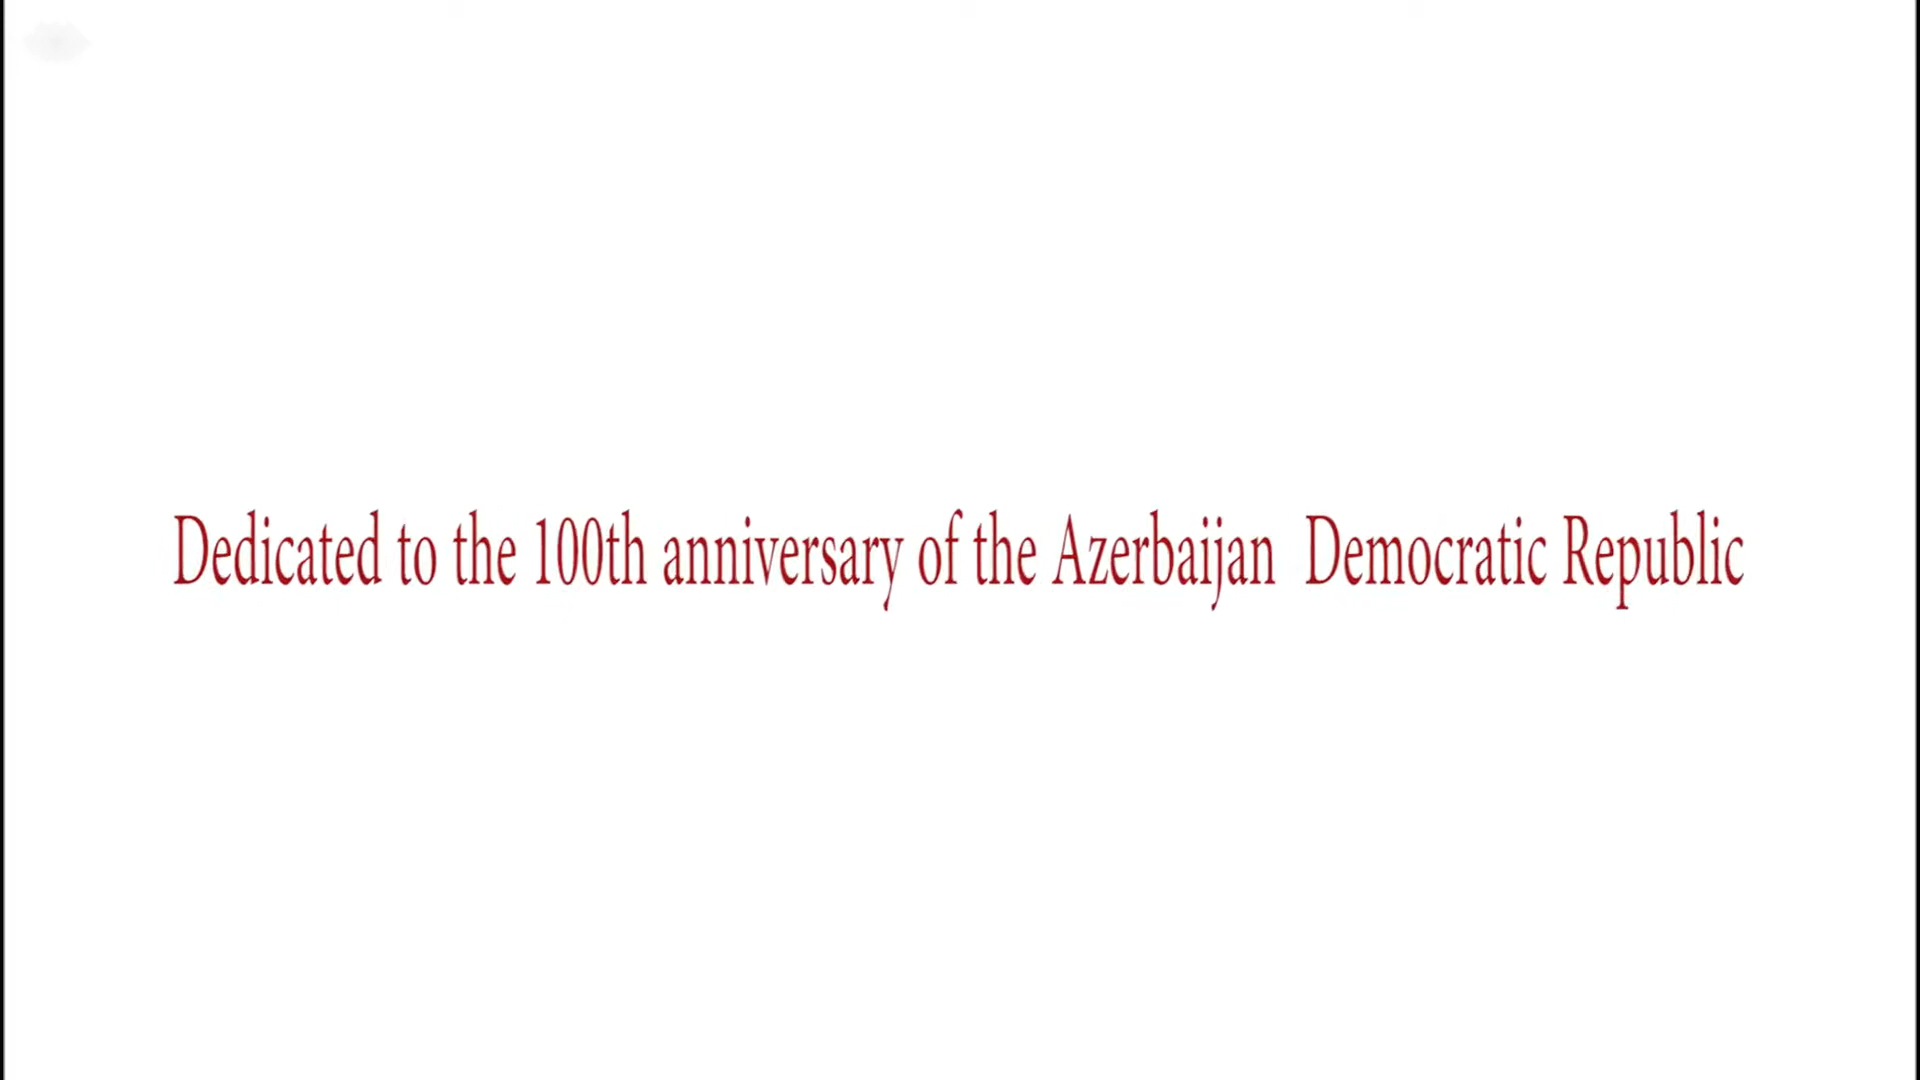 Dedicated to the 100th anniversary of the Azerbaijan Democratic Republic